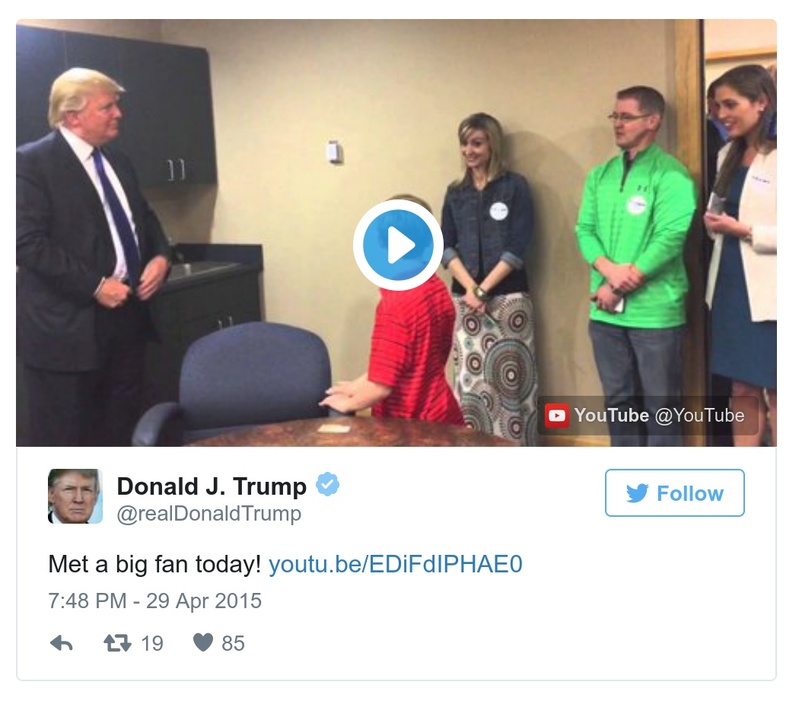 YouTube @YouTube
Donald J. Trump
Follow
@realDonaldTrump
Met a big fan today! youtu.be/EDiFdIPHAE0
7:48 PM - 29 Apr 2015
19 85